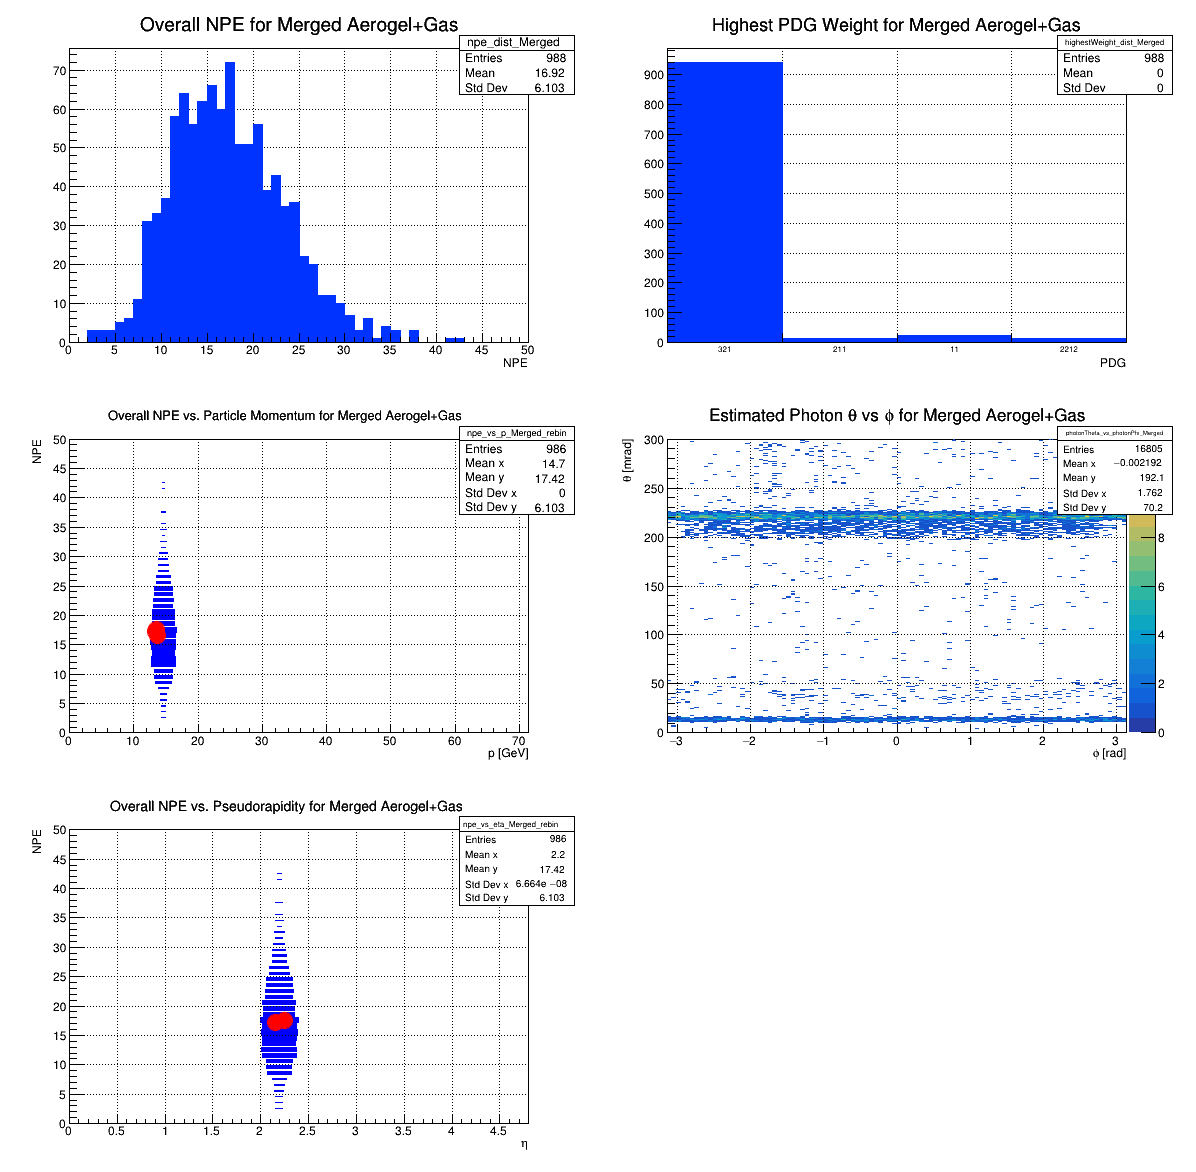 Overall NPE for Merged Aerogel+Gas
npe_dist_Merged
Entries 988
Mean 16.92
Std Dev 6.103
70
60
50
40
30
20
10
0
0 5 10 15 20 25 30 35 40 45 50
NPE
Highest PDG Weight for Merged Aerogel+Gas
highestWeight_dist_Merged
Entries 988
Mean 0
Std Dev 0
900
800
700
600
500
400
300
200
100
0
321 211 11 2212
PDG
Overall NPE vs. Particle Momentum for Merged Aerogel+Gas
npe_vs_p_Merged_rebin
Entries 986
Mean x 14.7
Mean y 17.42
Std Dev x 0
Std Dev y 6.103
NPE
50
45
40
35
30
25
20
15
10
5
0
0 10 20 30 40 50 60 70
p [GeV]
Estimated Photon θ vs ϕ for Merged Aerogel+Gas
photonTheta_vs_photonPhi_Merged
Entries 16805
Mean x −0.002192
Mean y 192.1
Std Dev x 1.762
Std Dev y 70.2
θ [mrad]
300
250
200
150
100
50
0
−3 −2 −1 0 1 2 3
ϕ [rad]
8
6
4
2
0
Overall NPE vs. Pseudorapidity for Merged Aerogel+Gas
npe_vs_eta_Merged_rebin
Entries 986
Mean x 2.2
Mean y 17.42
Std Dev x 6.664e −08
Std Dev y 6.103
NPE
50
45
40
35
30
25
20
15
10
5
0
0 0.5 1 1.5 2 2.5 3 3.5 4 4.5
η